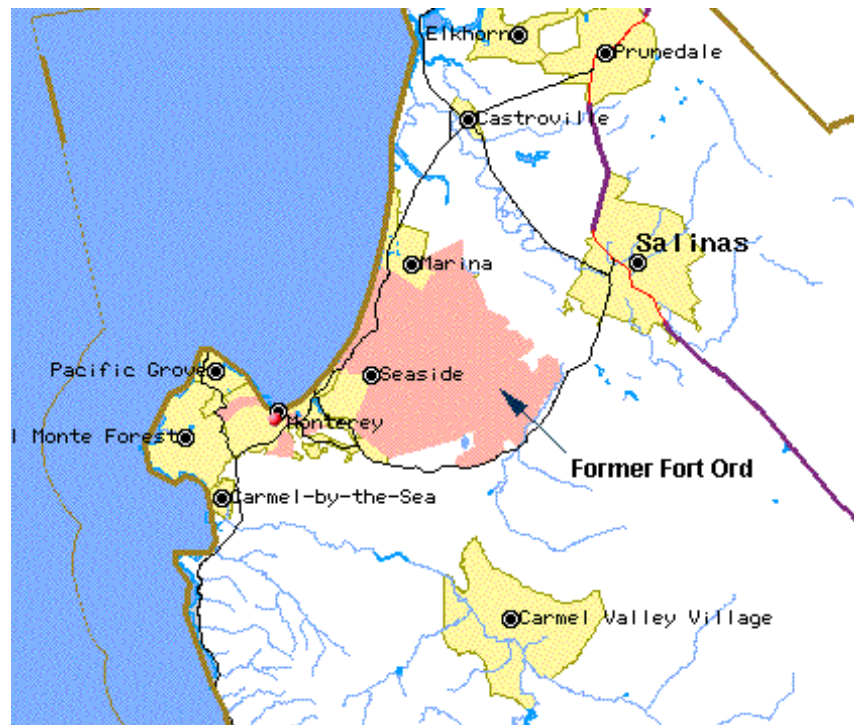 Elkhorn
Prunedale
Castroville
Salinas
Marina
Pacific Grove
Seaside
Monterey
l Monte Forest
Former Fort Ord
Carmel-by-the-Sea
Carmel Valley Village